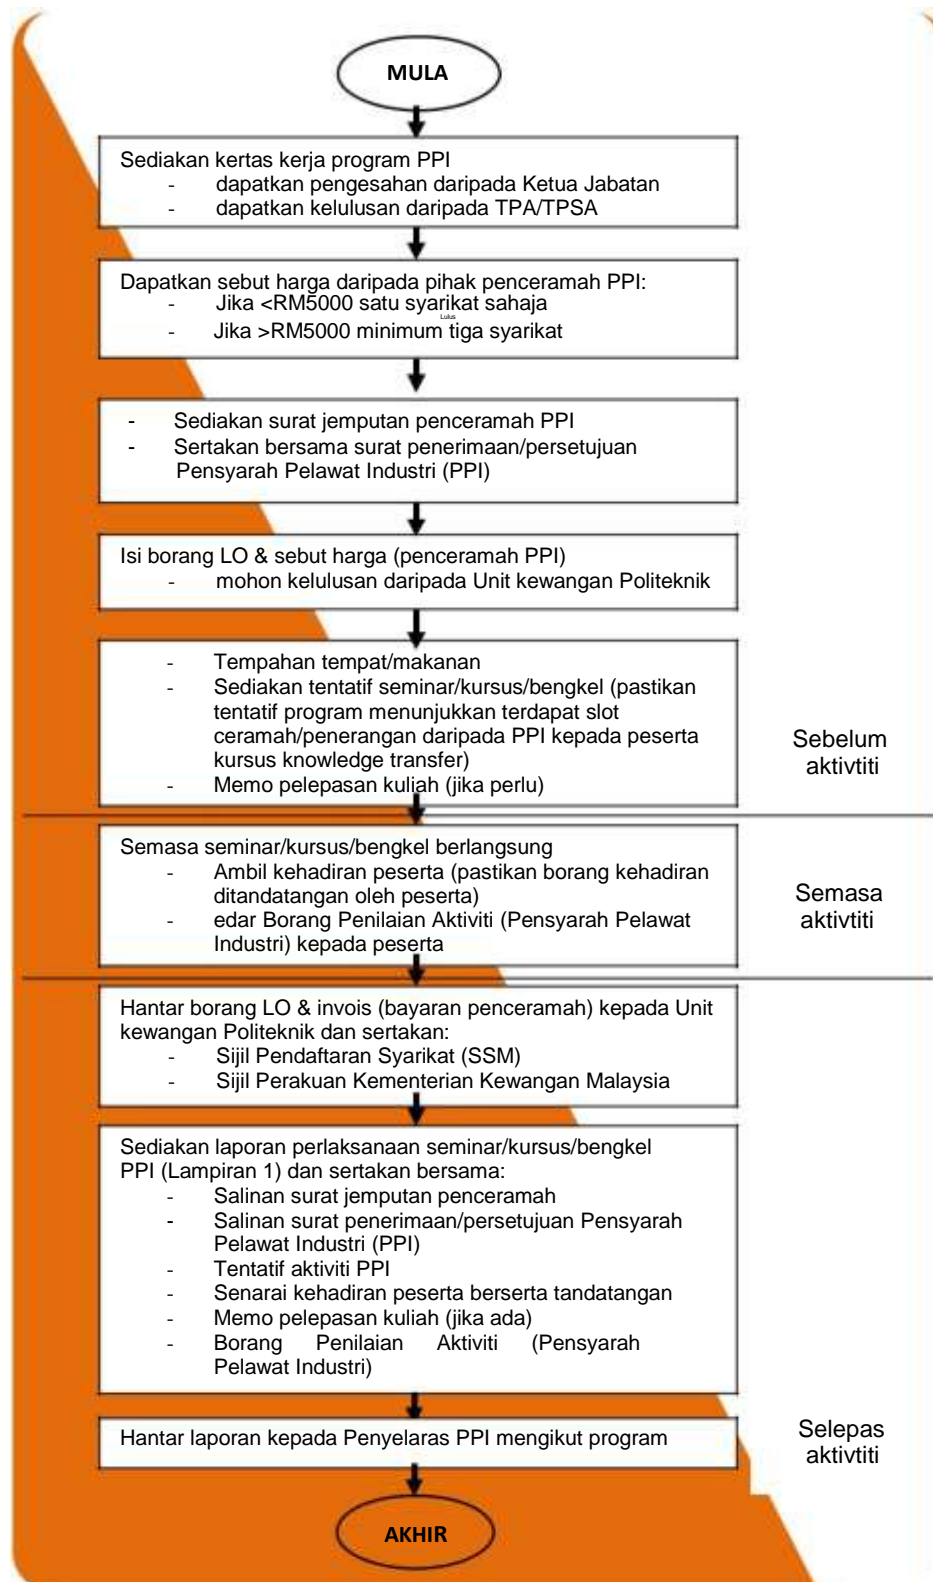 MULA
Sediakan kertas kerja program PPI
- dapatkan pengesahan daripada Ketua Jabatan
- dapatkan kelulusan daripada TPA/TPSA
Dapatkan sebut harga daripada pihak penceramah PPI:
- Jika <RM5000 satu syarikat sahaja
Lulus
- Jika >RM5000 minimum tiga syarikat
- Sediakan surat jemputan penceramah PPI
- Sertakan bersama surat penerimaan/persetujuan
Pensyarah Pelawat Industri (PPI)
Isi borang LO & sebut harga (penceramah PPI)
- mohon kelulusan daripada Unit kewangan Politeknik
- Tempahan tempat/makanan
- Sediakan tentatif seminar/kursus/bengkel (pastikan
tentatif program menunjukkan terdapat slot
ceramah/penerangan daripada PPI kepada peserta
kursus knowledge transfer)
- Memo pelepasan kuliah (jika perlu)
Sebelum
aktivtiti
Semasa seminar/kursus/bengkel berlangsung
- Ambil kehadiran peserta (pastikan borang kehadiran
ditandatangan oleh peserta)
- edar Borang Penilaian Aktiviti (Pensyarah Pelawat
Industri) kepada peserta
Semasa
aktivtiti
Hantar borang LO & invois (bayaran penceramah) kepada Unit
kewangan Politeknik dan sertakan:
- Sijil Pendaftaran Syarikat (SSM)
- Sijil Perakuan Kementerian Kewangan Malaysia
Sediakan laporan perlaksanaan seminar/kursus/bengkel
PPI (Lampiran 1) dan sertakan bersama:
- Salinan surat jemputan penceramah
- Salinan surat penerimaan/persetujuan Pensyarah
Pelawat Industri (PPI)
- Tentatif aktiviti PPI
- Senarai kehadiran peserta berserta tandatangan
- Memo pelepasan kuliah (jika ada)
- Borang Penilaian Aktiviti (Pensyarah
Pelawat Industri)
Hantar laporan kepada Penyelaras PPI mengikut program
Selepas
aktivtiti
AKHIR